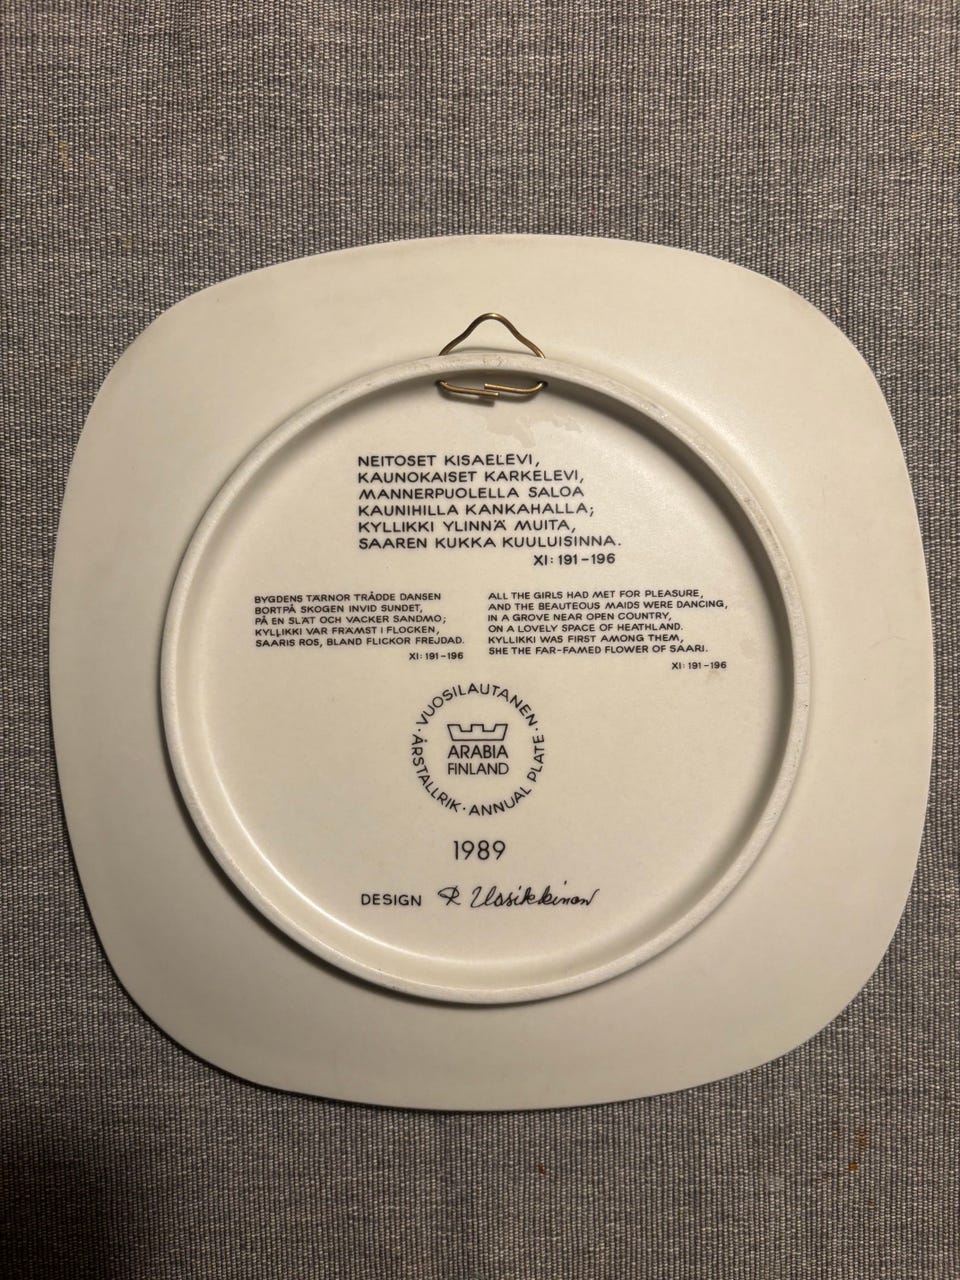 NEITOSET KISAELEVI,
KAUNOKAISET KARKELEVI,
MANNERPUOLELLA SALOA
KAUNIHILLA KANKAHALLA;
KYLLIKKI YLINNÄ MUITA,
SAAREN KUKKA KUULUISINNA.
XI: 191-196
BYGDENS TÄRNOR TRÅDDE DANSEN
BORTPÅ SKOGEN INVID SUNDET,
PÅ EN SLÄT OCH VACKER SANDMO;
KYLLIKKI VAR FRÄMST I FLOCKEN,
SAARIS ROS, BLAND FLICKOR FREJDAD.
XI: 191-196
ALL THE GIRLS HAD MET FOR PLEASURE,
AND THE BEAUTEOUS MAIDS WERE DANCING,
IN A GROVE NEAR OPEN COUNTRY,
ON A LOVELY SPACE OF HEATHLAND.
KYLLIKKI WAS FIRST AMONG THEM,
SHE THE FAR-FAMED FLOWER OF SAARI.
XI: 191-196
· VUOSILAUTANEN · ANNUAL PLATE · ÅRSTALLRIK
ARABIA
FINLAND
1989
DESIGN R Uosikkinen